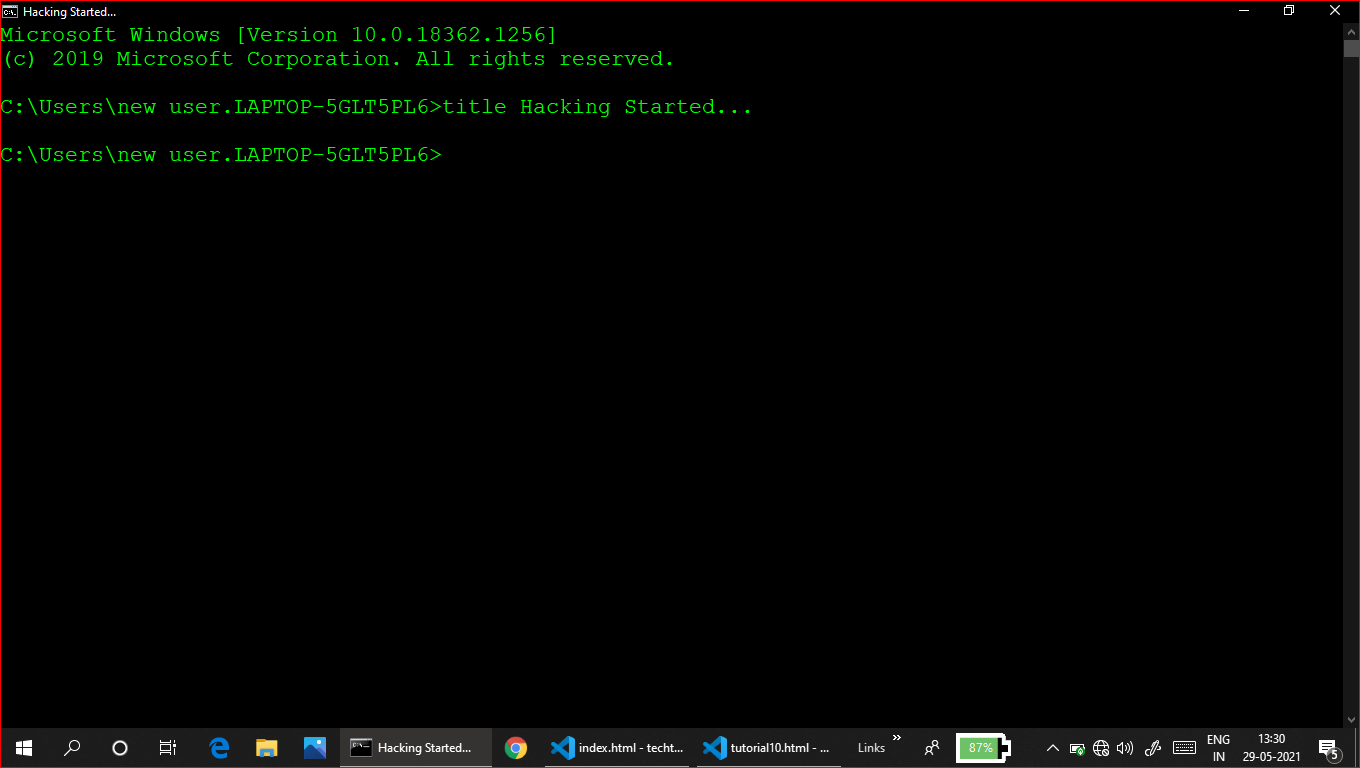 Hacking Started...
Microsoft Windows [Version 10.0.18362.1256]
(c) 2019 Microsoft Corporation. All rights reserved.
C:\Users\new user.LAPTOP-5GLT5PL6>title Hacking Started...
C:\Users\new user.LAPTOP-5GLT5PL6>
Hacking Started...
index.html - techt...
tutorial10.html - ...
Links
87%
ENG
IN
13:30
29-05-2021
5